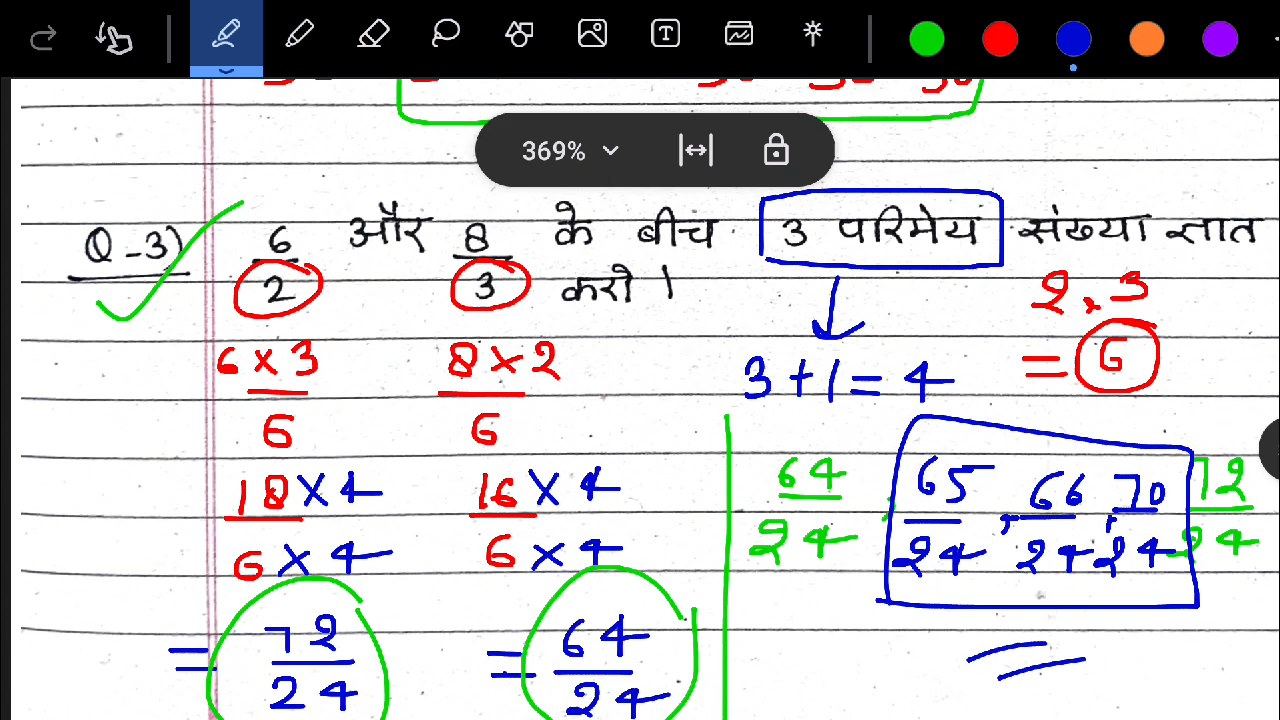 369%
Q-3) 6/2 और 8/3 के बीच 3 परिमेय संख्या ज्ञात
करो ।
2, 3
= 6
6 × 3 / 6
8 × 2 / 6
3 + 1 = 4
18 × 4 / 6 × 4
16 × 4 / 6 × 4
64/24 , 65/24 , 66/24 , 70/24 72/24
= 72/24
= 64/24